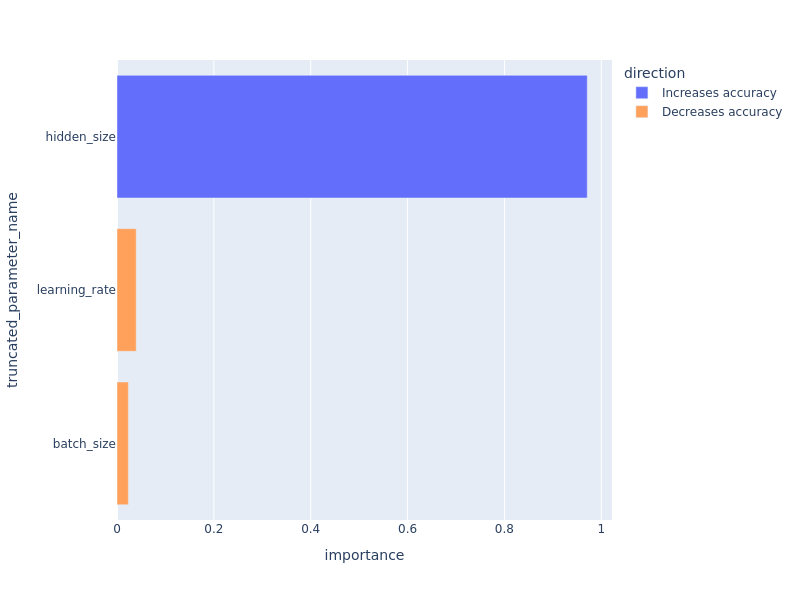 direction
Increases accuracy
Decreases accuracy
truncated_parameter_name
hidden_size
learning_rate
batch_size
0 0.2 0.4 0.6 0.8 1
importance